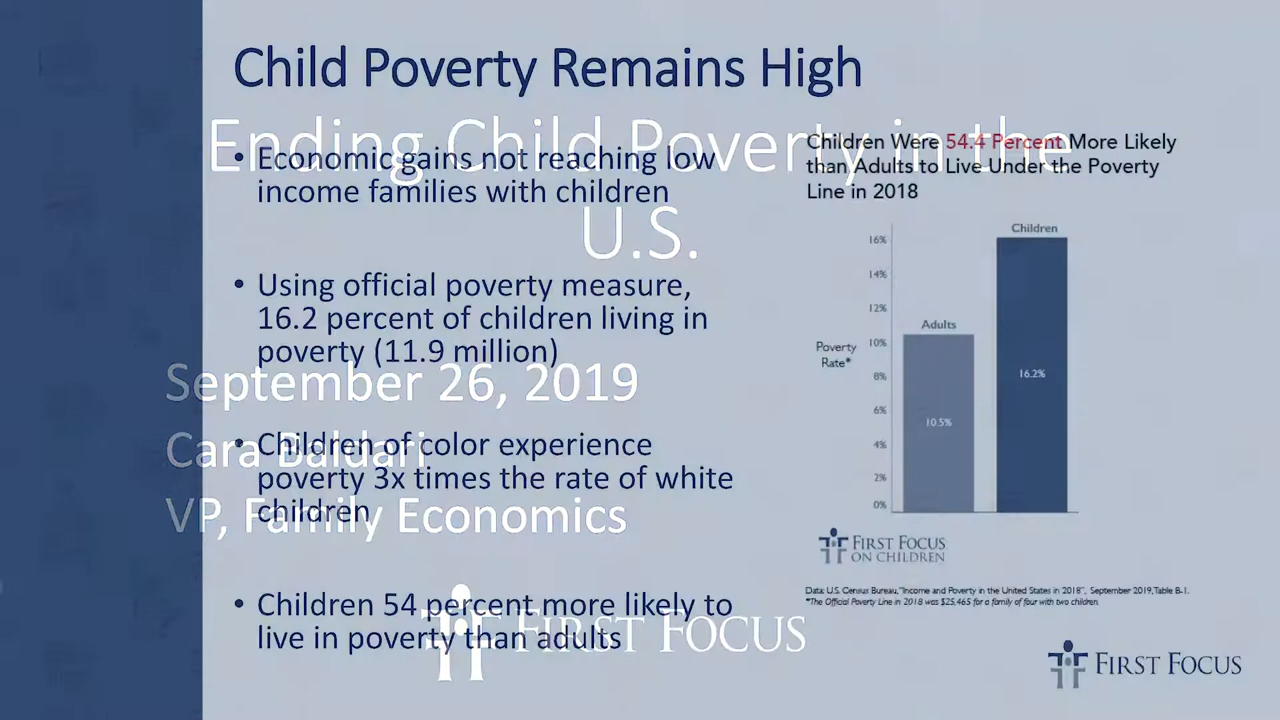 Child Poverty Remains High
Ending Child Poverty in the
U.S.
• Economic gains not reaching low
income families with children
• Using official poverty measure,
16.2 percent of children living in
poverty (11.9 million)
September 26, 2019
Cara Baldari
VP, Family Economics
• Children of color experience
poverty 3x times the rate of white
children
• Children 54 percent more likely to
live in poverty than adults
FIRST FOCUS
Children Were 54.4 Percent More Likely
than Adults to Live Under the Poverty
Line in 2018
Children
16%
14%
12%
Adults
10%
Poverty
Rate*
8%
16.2%
6%
10.5%
4%
2%
0%
FIRST FOCUS
ON CHILDREN
Data: U.S. Census Bureau, "Income and Poverty in the United States in 2018", September 2019, Table B-1.
*The Official Poverty Line in 2018 was $25,465 for a family of four with two children.
FIRST FOCUS